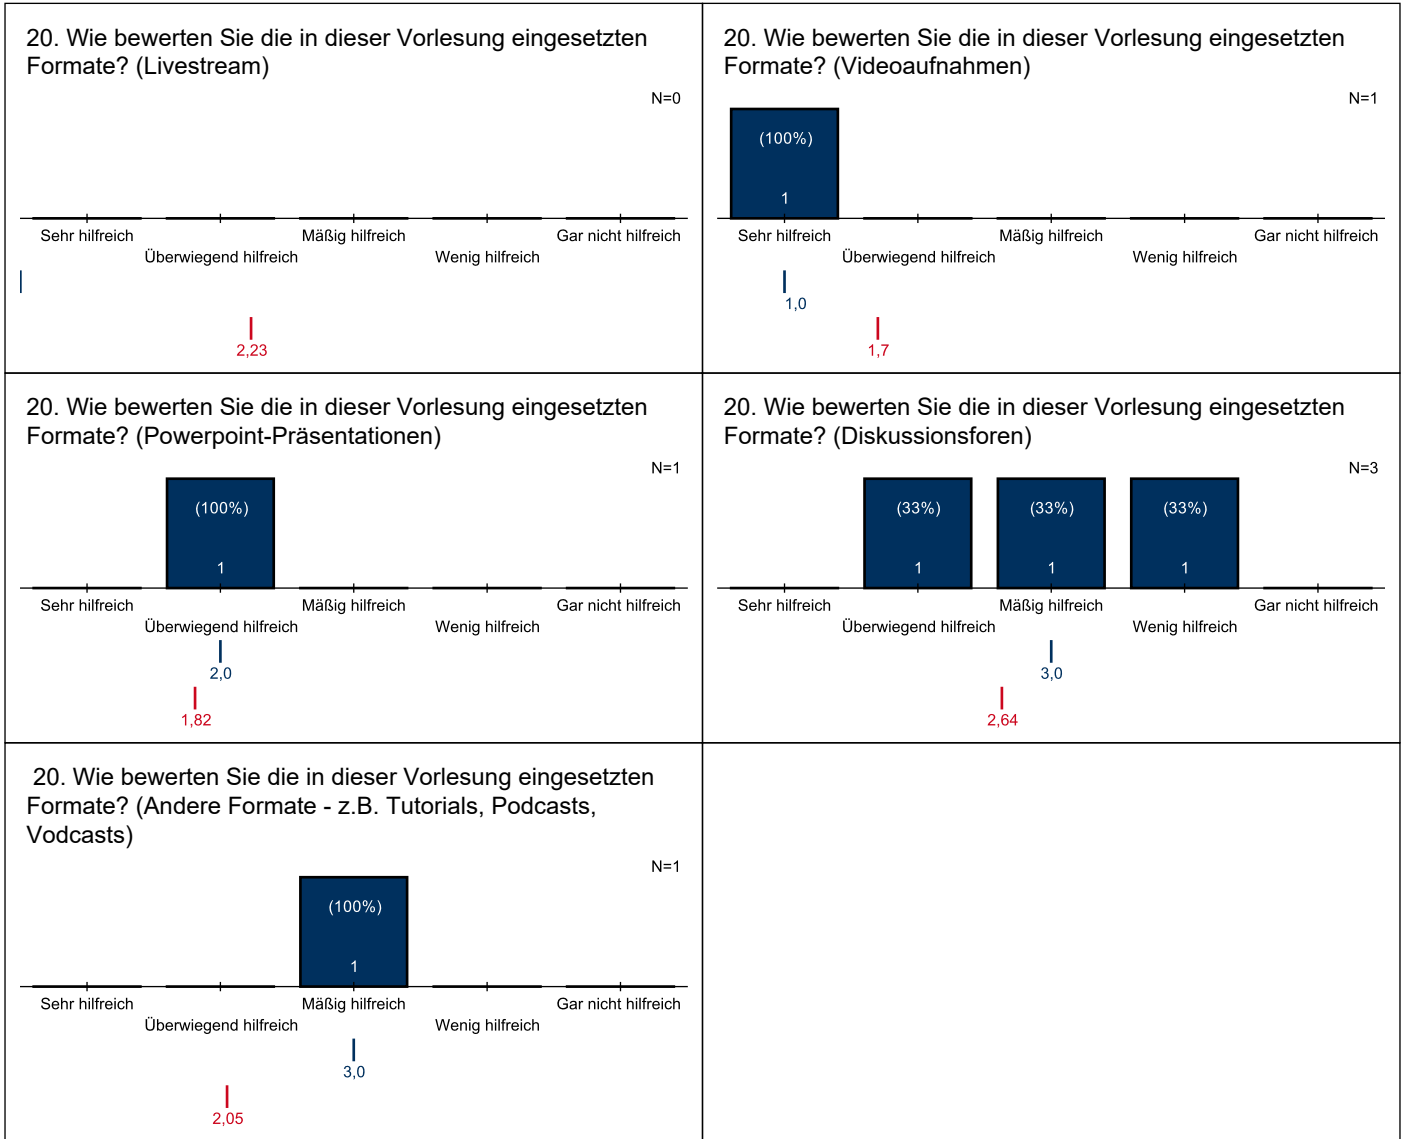 20. Wie bewerten Sie die in dieser Vorlesung eingesetzten
Formate? (Livestream)
N=0
Sehr hilfreich
Überwiegend hilfreich
Mäßig hilfreich
Wenig hilfreich
Gar nicht hilfreich
2,23
20. Wie bewerten Sie die in dieser Vorlesung eingesetzten
Formate? (Videoaufnahmen)
N=1
(100%)
1
Sehr hilfreich
Überwiegend hilfreich
Mäßig hilfreich
Wenig hilfreich
Gar nicht hilfreich
1,0
1,7
20. Wie bewerten Sie die in dieser Vorlesung eingesetzten
Formate? (Powerpoint-Präsentationen)
N=1
(100%)
1
Sehr hilfreich
Überwiegend hilfreich
Mäßig hilfreich
Wenig hilfreich
Gar nicht hilfreich
2,0
1,82
20. Wie bewerten Sie die in dieser Vorlesung eingesetzten
Formate? (Diskussionsforen)
N=3
(33%)
(33%)
(33%)
1
1
1
Sehr hilfreich
Überwiegend hilfreich
Mäßig hilfreich
Wenig hilfreich
Gar nicht hilfreich
3,0
2,64
20. Wie bewerten Sie die in dieser Vorlesung eingesetzten
Formate? (Andere Formate - z.B. Tutorials, Podcasts,
Vodcasts)
N=1
(100%)
1
Sehr hilfreich
Überwiegend hilfreich
Mäßig hilfreich
Wenig hilfreich
Gar nicht hilfreich
3,0
2,05